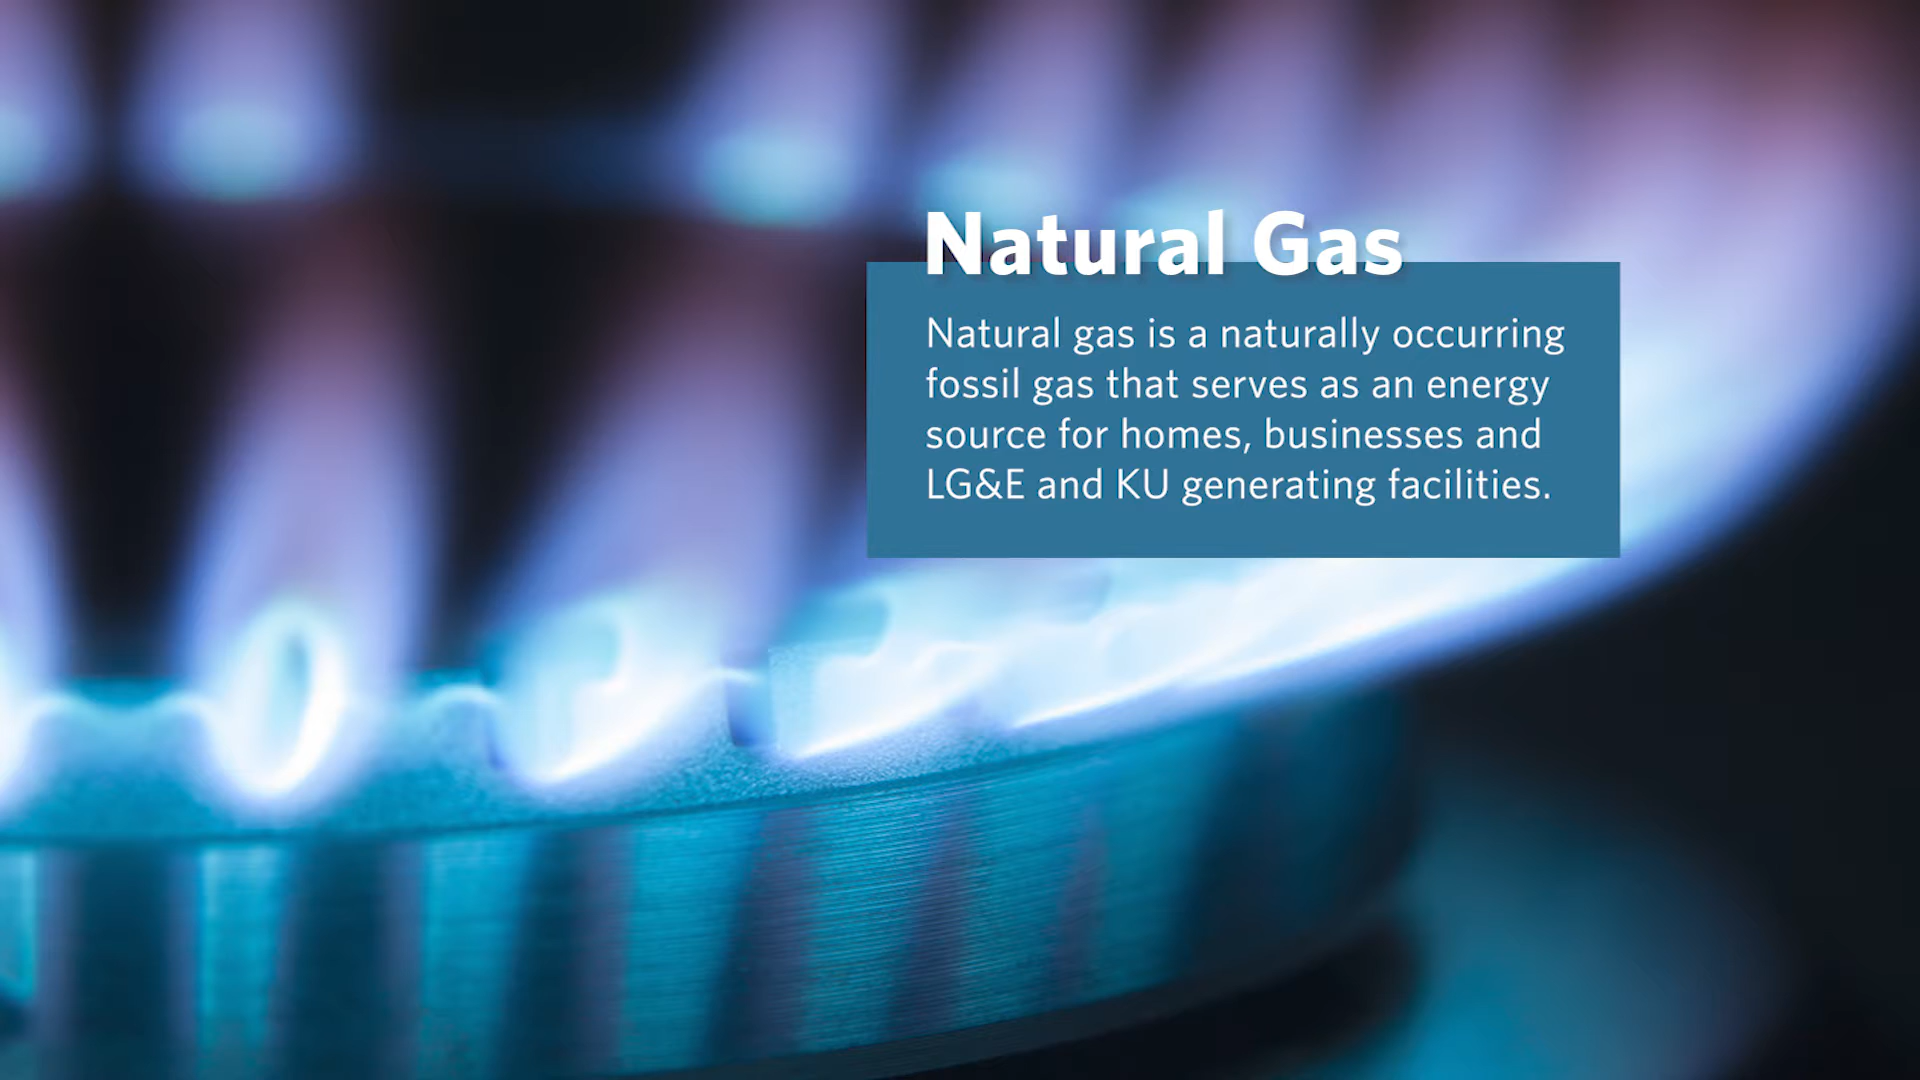 Natural Gas
Natural gas is a naturally occurring
fossil gas that serves as an energy
source for homes, businesses and
LG&E and KU generating facilities.